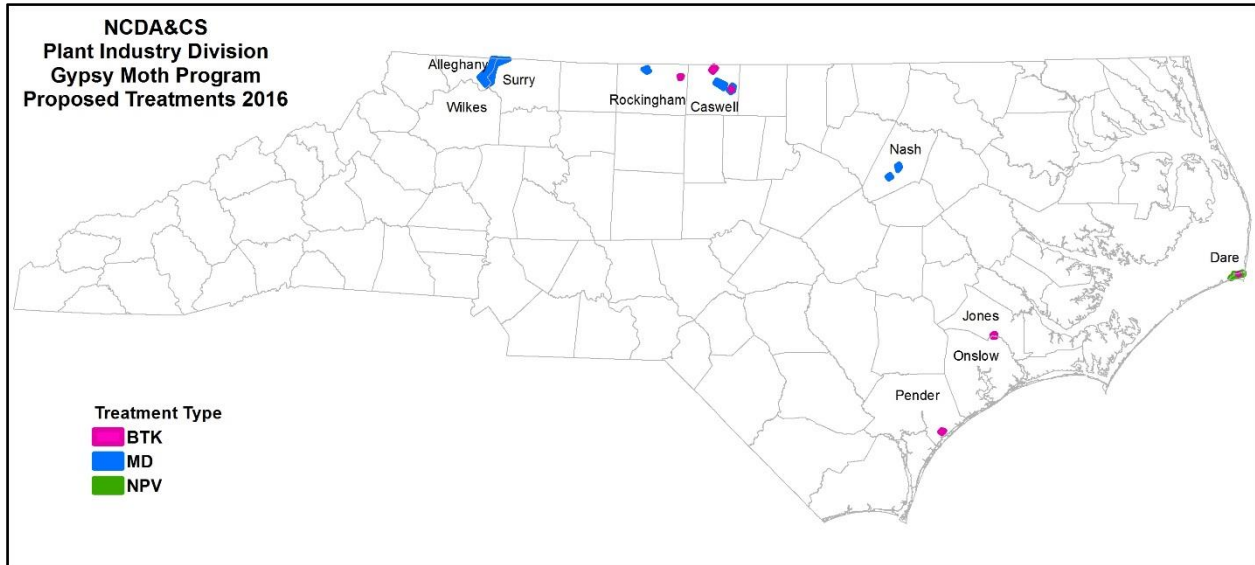 NCDA&CS
Plant Industry Division
Gypsy Moth Program
Proposed Treatments 2016
Alleghany
Surry
Wilkes
Rockingham
Caswell
Nash
Dare
Jones
Onslow
Pender
Treatment Type
BTK
MD
NPV